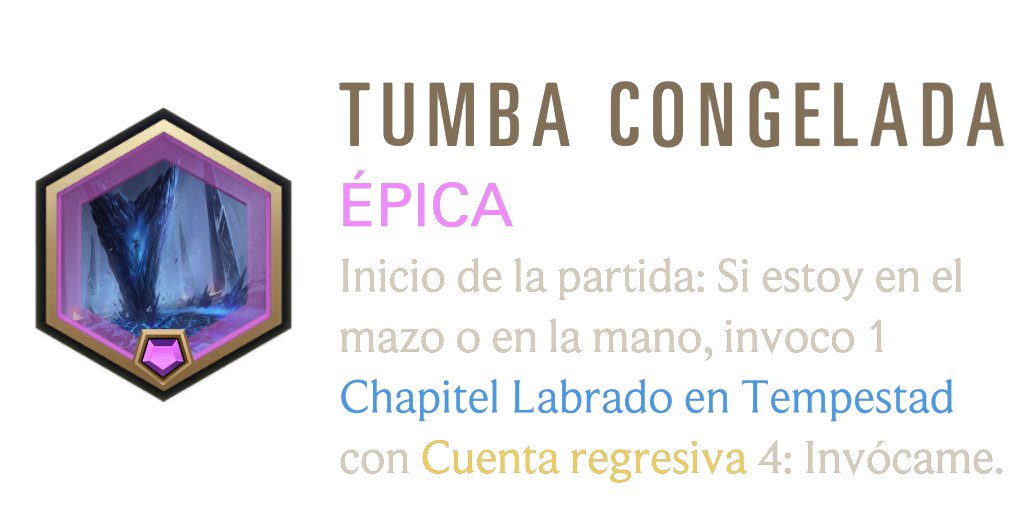 TUMBA CONGELADA
ÉPICA
Inicio de la partida: Si estoy en el
mazo o en la mano, invoco 1
Chapitel Labrado en Tempestad
con Cuenta regresiva 4: Invócame.